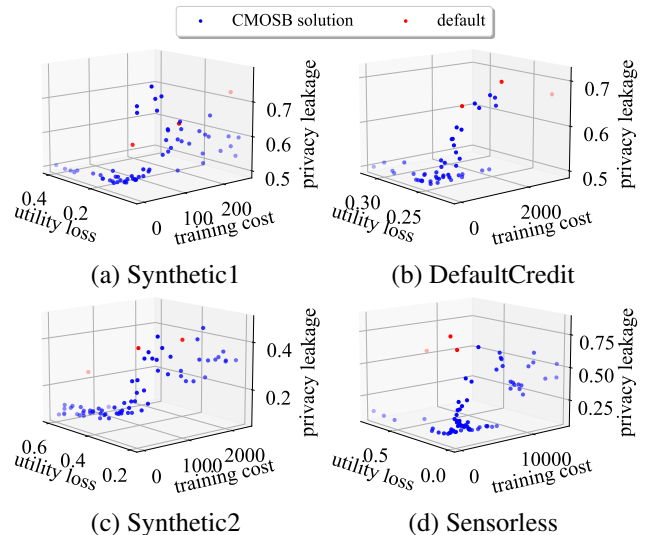 CMOSB solution default
0.7
0.6
0.5
privacy leakage
0.4
0.2
utility loss
0
100
200
training cost
(a) Synthetic1
0.7
0.6
0.5
privacy leakage
0.30
0.25
utility loss
0
2000
training cost
(b) DefaultCredit
0.4
0.2
privacy leakage
0.6
0.4
0.2
utility loss
0
1000
2000
training cost
(c) Synthetic2
0.75
0.50
0.25
privacy leakage
0.5
0.0
utility loss
0
10000
training cost
(d) Sensorless